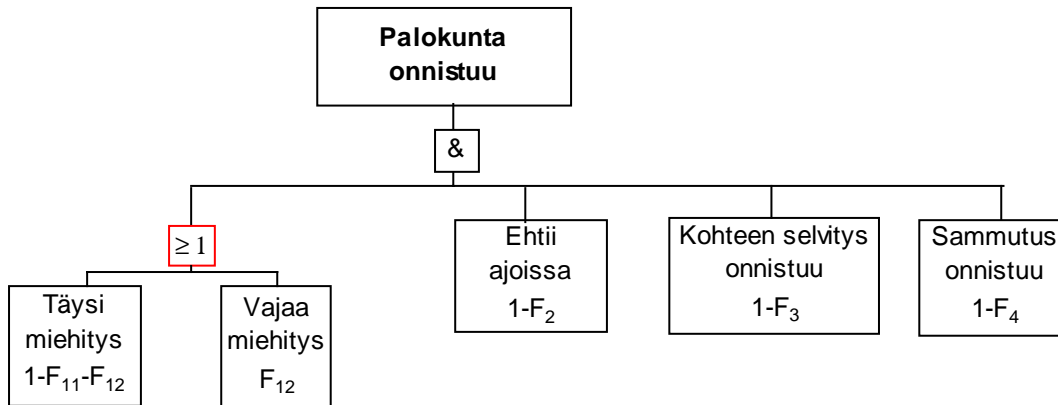 Palokunta
onnistuu
&
≥ 1
Täysi
miehitys
1-F₁₁-F₁₂
Vajaa
miehitys
F₁₂
Ehtii
ajoissa
1-F₂
Kohteen selvitys
onnistuu
1-F₃
Sammutus
onnistuu
1-F₄